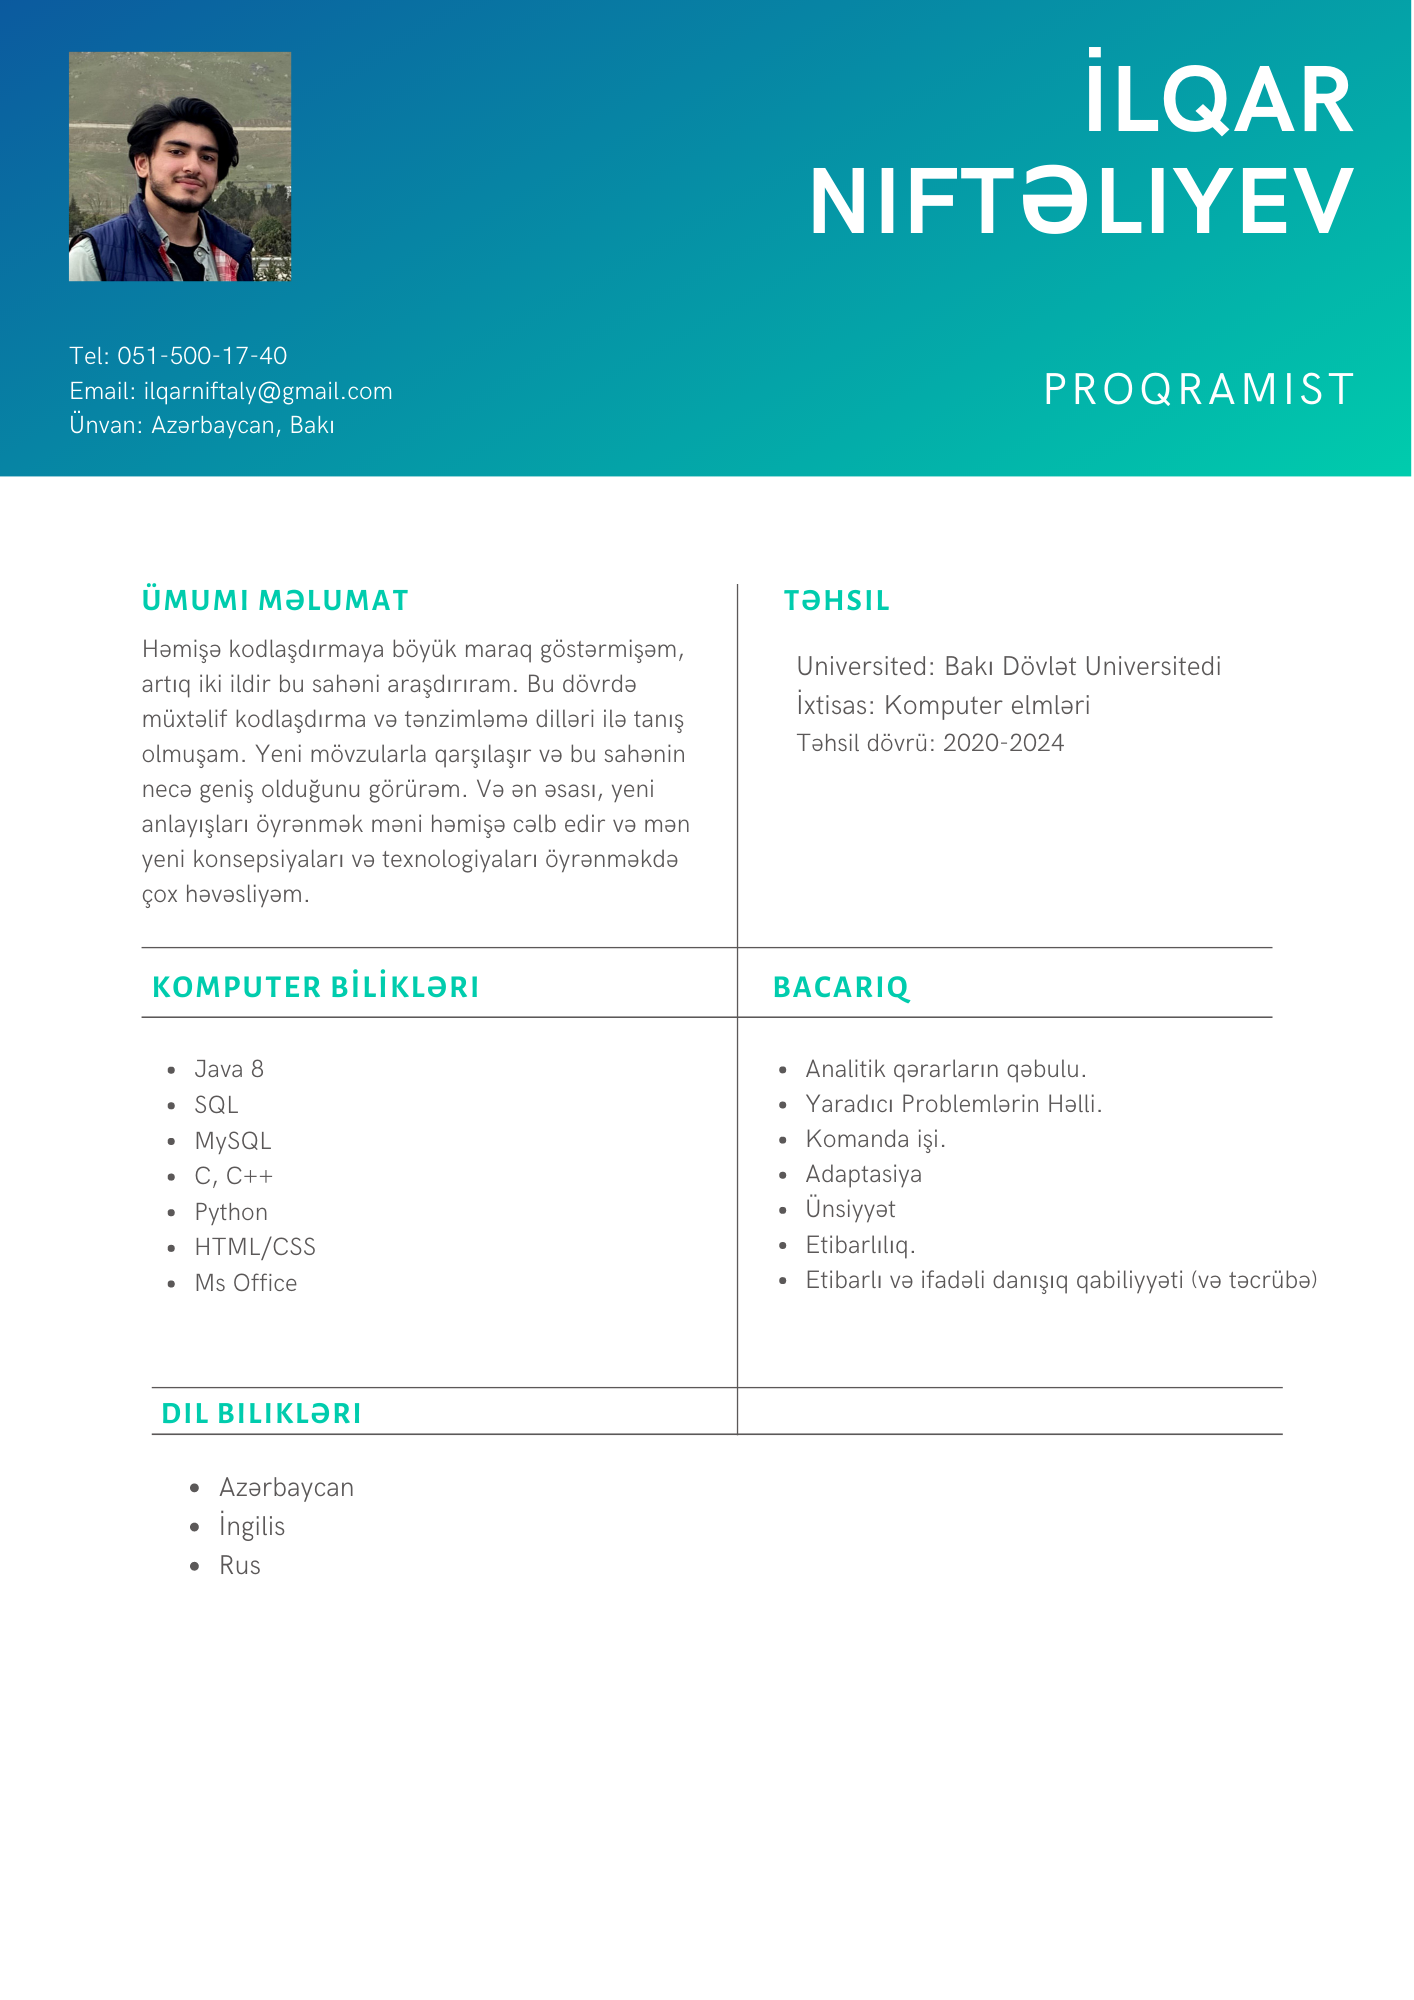 İLQAR
NIFTƏLIYEV
Tel: 051-500-17-40
Email: ilqarniftaly@gmail.com
Ünvan: Azərbaycan, Bakı
PROQRAMIST
ÜMUMI MƏLUMAT
Həmişə kodlaşdırmaya böyük maraq göstərmişəm,
artıq iki ildir bu sahəni araşdırıram. Bu dövrdə
müxtəlif kodlaşdırma və tənzimləmə dilləri ilə tanış
olmuşam. Yeni mövzularla qarşılaşır və bu sahənin
necə geniş olduğunu görürəm. Və ən əsası, yeni
anlayışları öyrənmək məni həmişə cəlb edir və mən
yeni konsepsiyaları və texnologiyaları öyrənməkdə
çox həvəsliyəm.
TƏHSIL
Universited: Bakı Dövlət Universitedi
İxtisas: Komputer elmləri
Təhsil dövrü: 2020-2024
KOMPUTER BİLİKLƏRI
• Java 8
• SQL
• MySQL
• C, C++
• Python
• HTML/CSS
• Ms Office
BACARIQ
• Analitik qərarların qəbulu.
• Yaradıcı Problemlərin Həlli.
• Komanda işi.
• Adaptasiya
• Ünsiyyət
• Etibarlılıq.
• Etibarlı və ifadəli danışıq qabiliyyəti (və təcrübə)
DIL BILIKLƏRI
• Azərbaycan
• İngilis
• Rus